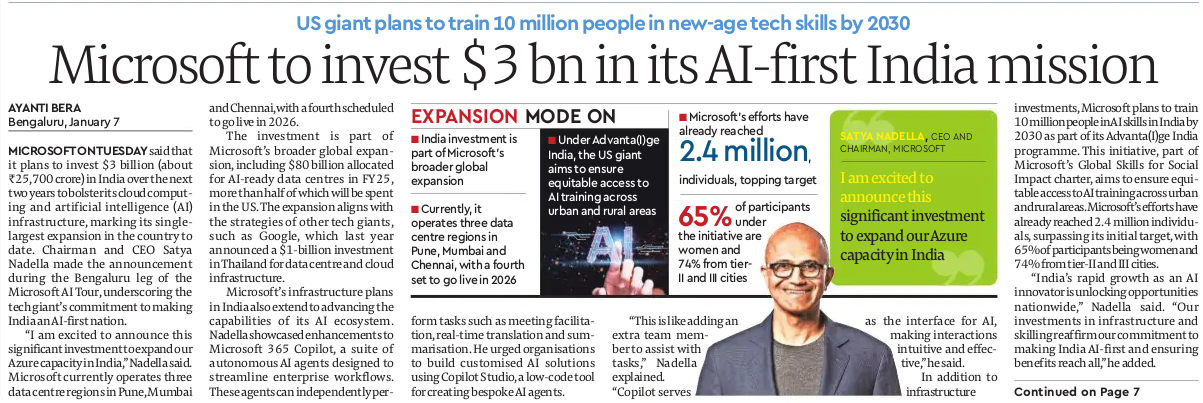 US giant plans to train 10 million people in new-age tech skills by 2030
Microsoft to invest $3 bn in its AI-first India mission
AYANTI BERA
Bengaluru, January 7
MICROSOFT ON TUESDAY said that
it plans to invest $3 billion (about
₹25,700 crore) in India over the next
two years to bolster its cloud comput-
ing and artificial intelligence (AI)
infrastructure, making its single-
largest expansion in the country to
date. Chairman and CEO Satya
Nadella made the announcement
during the Bengaluru leg of the
Microsoft AI Tour, underscoring the
tech giant's commitment to making
India an AI-first nation.
"I am excited to announce this
significant investment to expand our
Azure capacity in India," Nadella said.
Microsoft currently operates three
data centre regions in Pune, Mumbai
and Chennai, with a fourth scheduled
to go live in 2026.
The investment is part of
Microsoft's broader global expan-
sion, including $80 billion allocated
for AI-ready data centres in FY25,
more than half of which will be spent
in the US. The expansion aligns with
the strategies of other tech giants,
such as Google, which last year
announced a $1-billion investment
in Thailand for data centre and cloud
infrastructure.
Microsoft's infrastructure plans
in India also extend to advancing the
capabilities of its AI ecosystem.
Nadella showcased enhancements to
Microsoft 365 Copilot, a suite of
autonomous AI agents designed to
streamline enterprise workflows.
These agents can independently per-
EXPANSION MODE ON
■ India investment is
part of Microsoft's
broader global
expansion
■ Currently, it
operates three data
centre regions in
Pune, Mumbai and
Chennai, with a fourth
set to go live in 2026
■ Under Advanta(I)ge
India, the US giant
aims to ensure
equitable access to
AI training across
urban and rural areas
AI
■ Microsoft's efforts have
already reached
2.4 million,
individuals, topping target
65% of participants
under
the initiative are
women and
74% from tier-
II and III cities
SATYA NADELLA, CEO AND
CHAIRMAN, MICROSOFT
I am excited to
announce this
significant investment
to expand our Azure
capacity in India
form tasks such as meeting facilita-
tion, real-time translation and sum-
marisation. He urged organisations
to build customised AI solutions
using Copilot Studio, a low-code tool
for creating bespoke AI agents.
"This is like adding an
extra team mem-
ber to assist with
tasks," Nadella
explained.
"Copilot serves
as the interface for AI,
making interactions
intuitive and effec-
tive," he said.
In addition to
infrastructure
investments, Microsoft plans to train
10 million people in AI skills in India by
2030 as part of its Advanta(I)ge India
programme. This initiative, part of
Microsoft's Global Skills for Social
Impact charter, aims to ensure equi-
table access to AI training across urban
and rural areas. Microsoft's efforts have
already reached 2.4 million individu-
als, surpassing its initial target, with
65% of participants being women and
74% from tier-II and III cities.
"India's rapid growth as an AI
innovator is unlocking opportunities
nationwide," Nadella said. "Our
investments in infrastructure and
skilling reaffirm our commitment to
making India AI-first and ensuring
benefits reach all," he added.
Continued on Page 7